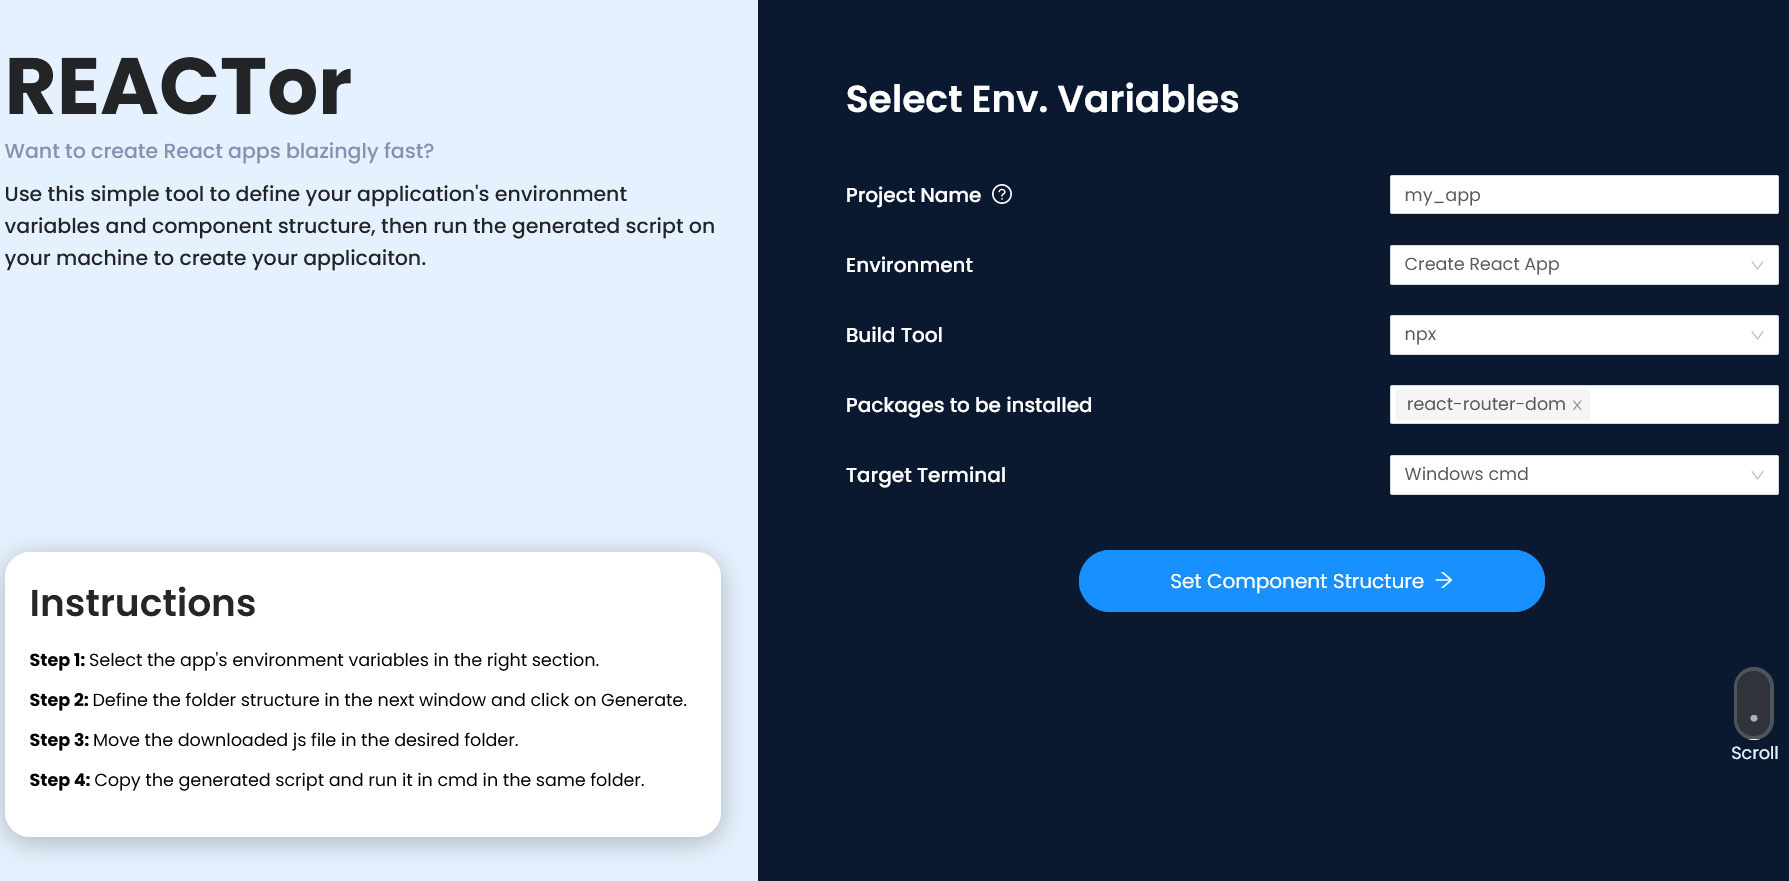 REACTor
Want to create React apps blazingly fast?
Use this simple tool to define your application's environment
variables and component structure, then run the generated script on
your machine to create your applicaiton.
Instructions
Step 1: Select the app's environment variables in the right section.
Step 2: Define the folder structure in the next window and click on Generate.
Step 3: Move the downloaded js file in the desired folder.
Step 4: Copy the generated script and run it in cmd in the same folder.
Select Env. Variables
Project Name ?
my_app
Environment
Create React App
Build Tool
npx
Packages to be installed
react-router-dom
Target Terminal
Windows cmd
Set Component Structure →
Scroll